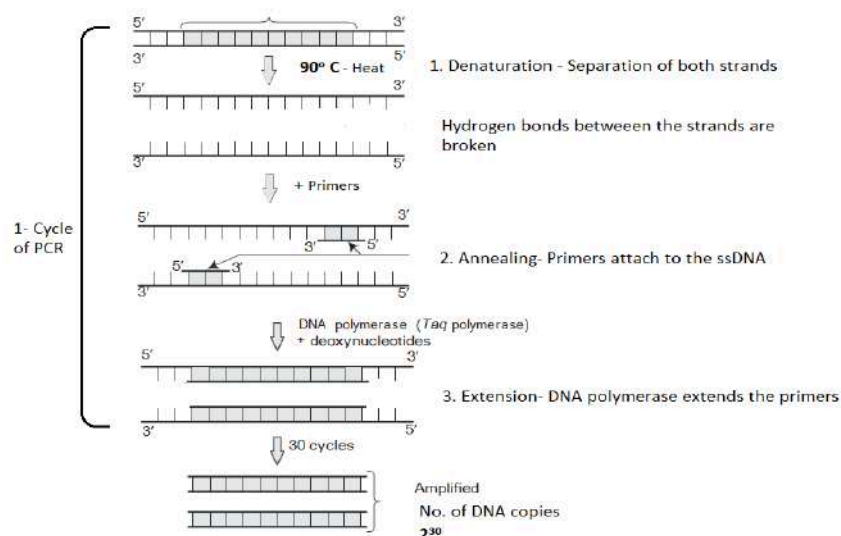 5′ 3′
3′ 5′
90° C - Heat
1. Denaturation - Separation of both strands
5′ 3′
Hydrogen bonds betweeen the strands are
broken
3′ 5′
+ Primers
1- Cycle
of PCR
5′ 3′
3′ 5′
5′ 3′
2. Annealing- Primers attach to the ssDNA
3′ 5′
DNA polymerase (Taq polymerase)
+ deoxynucleotides
5′ 3′
3. Extension- DNA polymerase extends the primers
3′ 5′
30 cycles
Amplified
No. of DNA copies
2³⁰